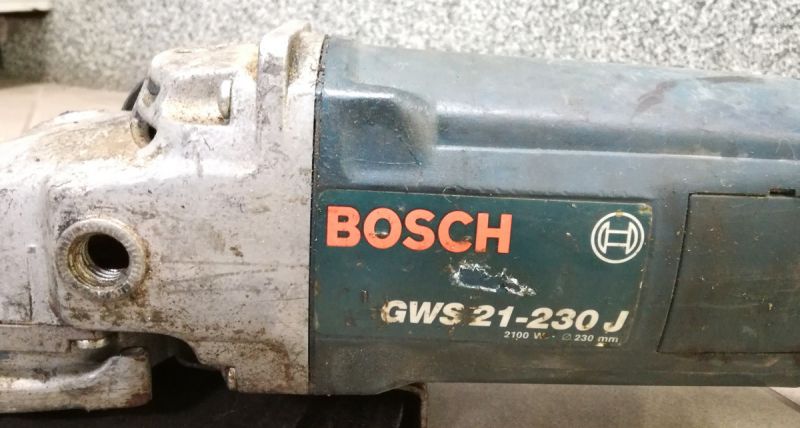 BOSCH
GWS 21-230 J
2100 W · Ø 230 mm